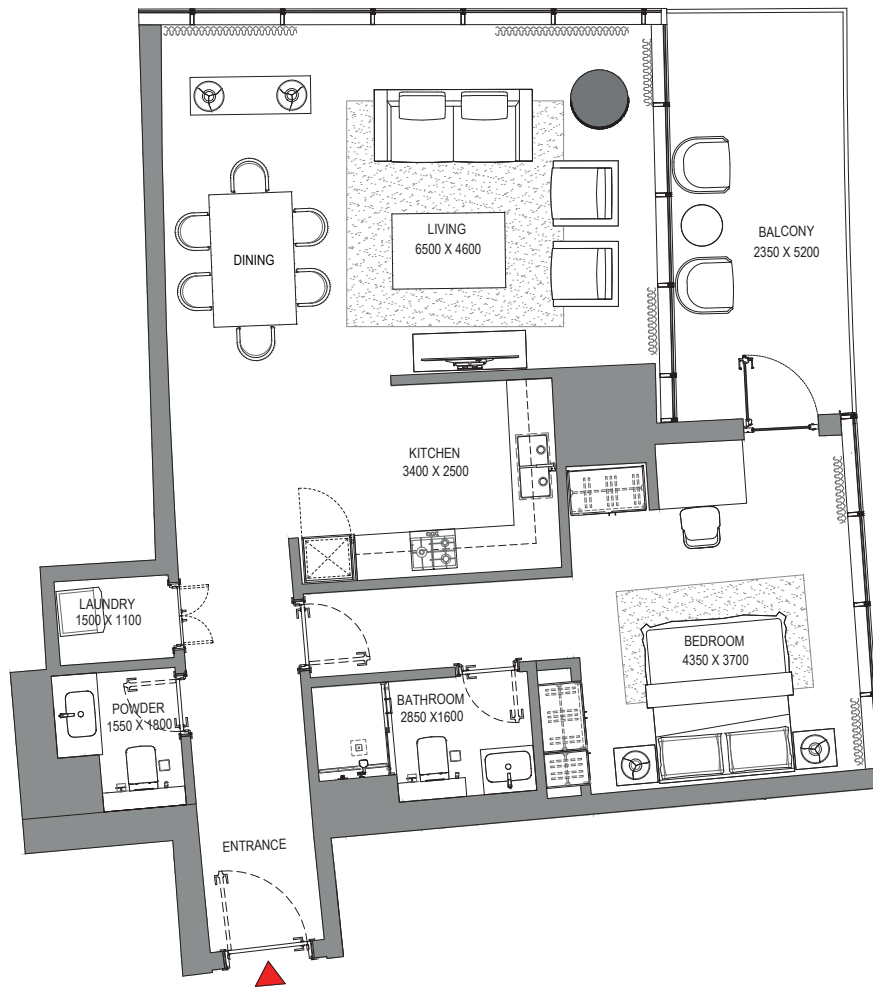 LIVING
6500 X 4600
BALCONY
2350 X 5200
DINING
KITCHEN
3400 X 2500
LAUNDRY
1500 X 1100
BEDROOM
4350 X 3700
POWDER
1550 X 1800
BATHROOM
2850 X1600
ENTRANCE